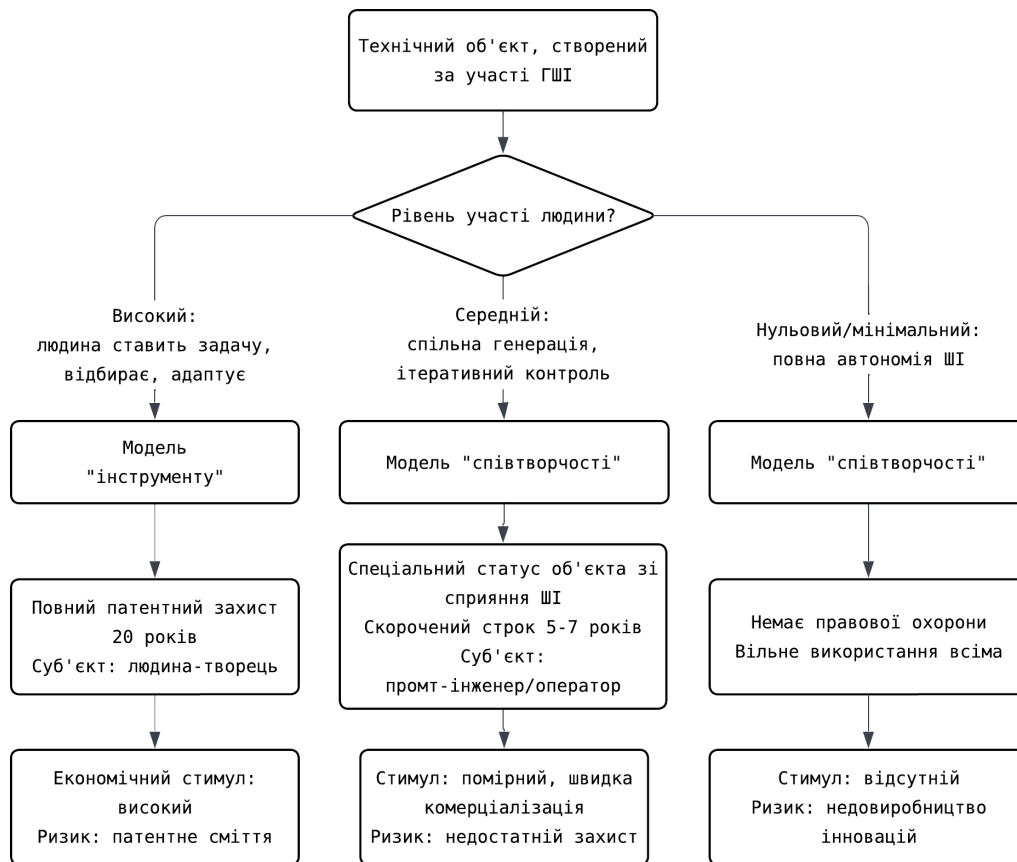 Технічний об'єкт, створений
за участі ГШІ
Рівень участі людини?
Високий:
людина ставить задачу,
відбирає, адаптує
Середній:
спільна генерація,
ітеративний контроль
Нульовий/мінімальний:
повна автономія ШІ
Модель
"інструменту"
Модель "співтворчості"
Модель "співтворчості"
Повний патентний захист
20 років
Суб'єкт: людина-творець
Спеціальний статус об'єкта зі
сприяння ШІ
Скорочений строк 5-7 років
Суб'єкт:
промт-інженер/оператор
Немає правової охорони
Вільне використання всіма
Економічний стимул:
високий
Ризик: патентне сміття
Стимул: помірний, швидка
комерціалізація
Ризик: недостатній захист
Стимул: відсутній
Ризик: недовиробництво
інновацій